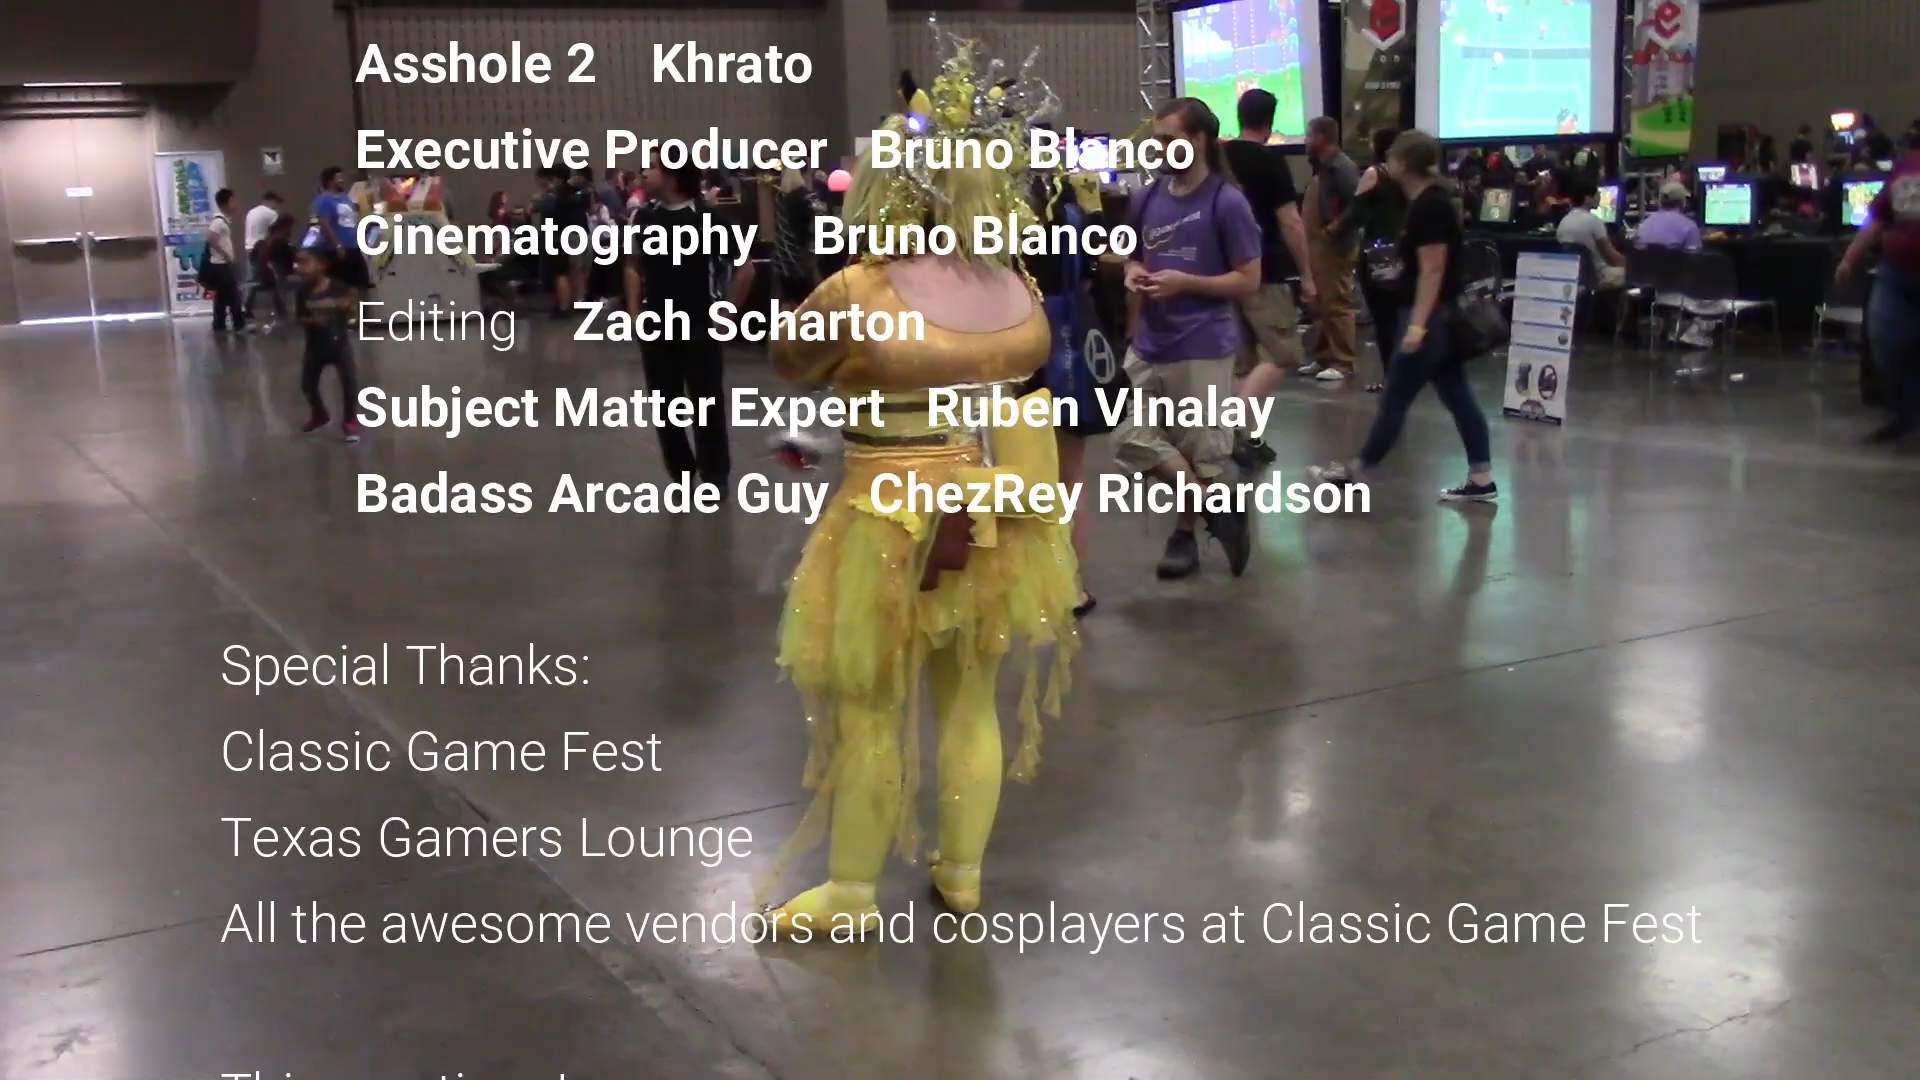 Asshole 2 Khrato
Executive Producer Bruno Blanco
Cinematography Bruno Blanco
Editing Zach Scharton
Subject Matter Expert Ruben VInalay
Badass Arcade Guy ChezRey Richardson
Special Thanks:
Classic Game Fest
Texas Gamers Lounge
All the awesome vendors and cosplayers at Classic Game Fest